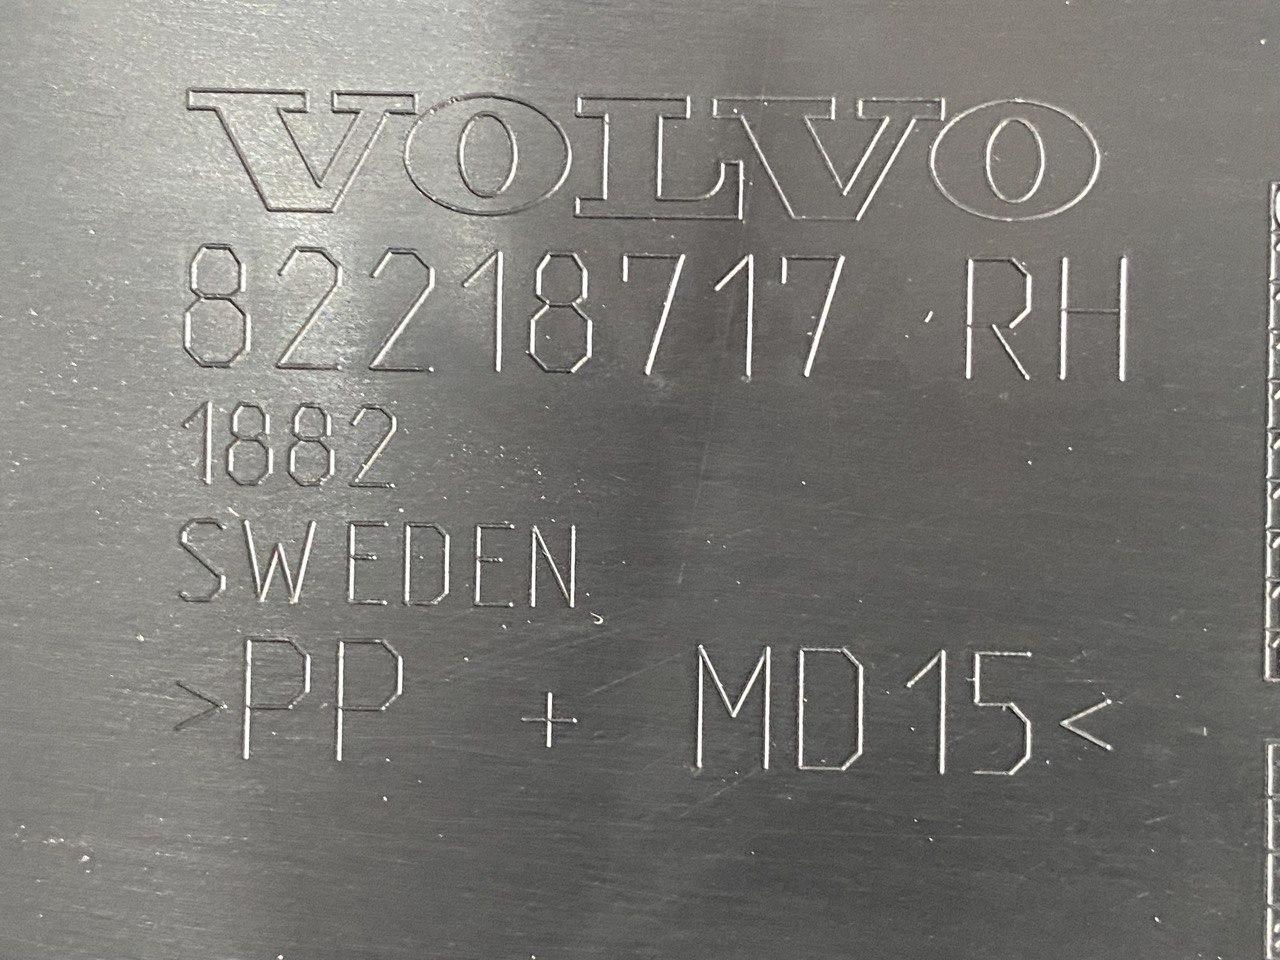 VOLVO
82218717 RH
1882
SWEDEN
>PP + MD15<